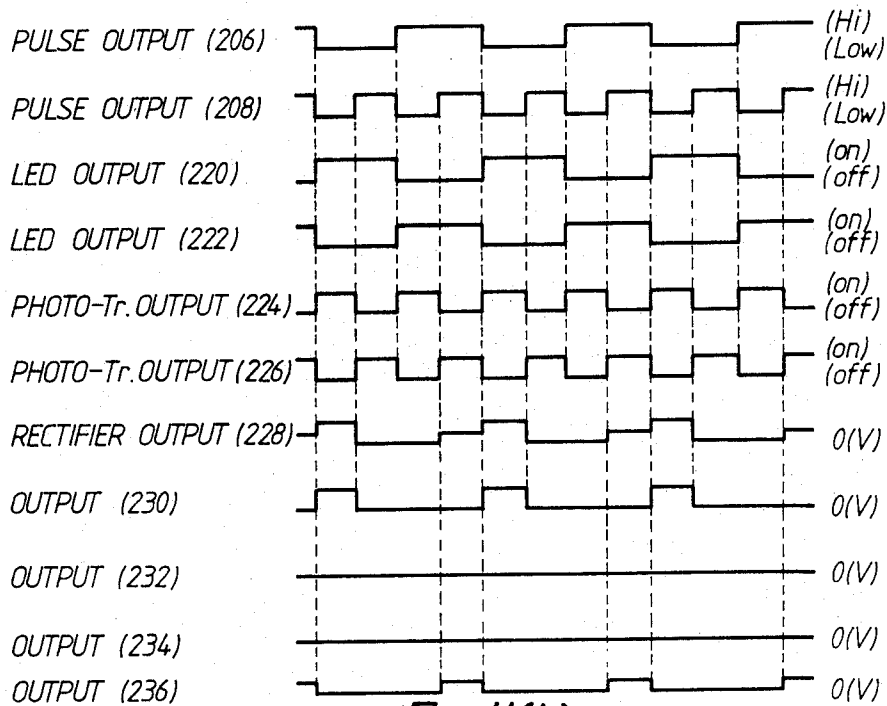 PULSE OUTPUT (206) (Hi)
(Low)
PULSE OUTPUT (208) (Hi)
(Low)
LED OUTPUT (220) (on)
(off)
LED OUTPUT (222) (on)
(off)
PHOTO-Tr. OUTPUT (224) (on)
(off)
PHOTO-Tr. OUTPUT (226) (on)
(off)
RECTIFIER OUTPUT (228) 0(V)
OUTPUT (230) 0(V)
OUTPUT (232) 0(V)
OUTPUT (234) 0(V)
OUTPUT (236) 0(V)